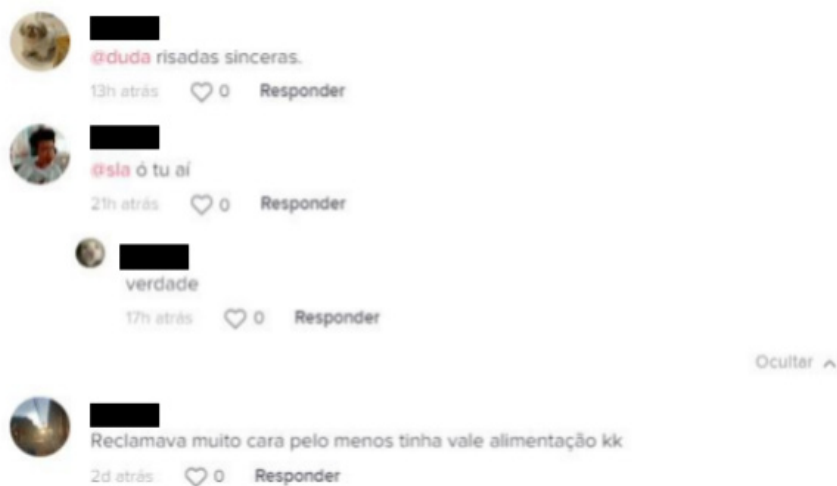 @duda risadas sinceras.
13h atrás 0 Responder
@sla ó tu aí
21h atrás 0 Responder
verdade
17h atrás 0 Responder
Ocultar
Reclamava muito cara pelo menos tinha vale alimentação kk
2d atrás 0 Responder